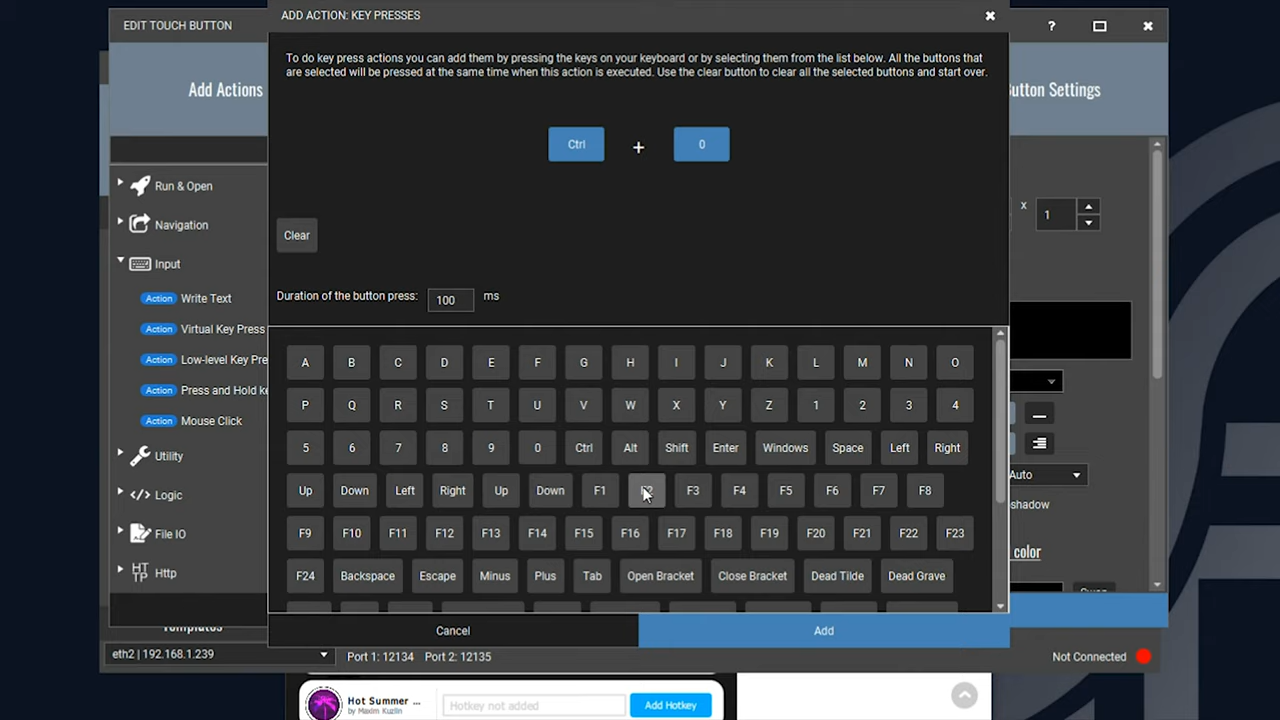 EDIT TOUCH BUTTON
?
ADD ACTION: KEY PRESSES
To do key press actions you can add them by pressing the keys on your keyboard or by selecting them from the list below. All the buttons that
are selected will be pressed at the same time when this action is executed. Use the clear button to clear all the selected buttons and start over.
Ctrl + 0
Clear
Duration of the button press: 100 ms
A B C D E F G H I J K L M N O
P Q R S T U V W X Y Z 1 2 3 4
5 6 7 8 9 0 Ctrl Alt Shift Enter Windows Space Left Right
Up Down Left Right Up Down F1 F2 F3 F4 F5 F6 F7 F8
F9 F10 F11 F12 F13 F14 F15 F16 F17 F18 F19 F20 F21 F22 F23
F24 Backspace Escape Minus Plus Tab Open Bracket Close Bracket Dead Tilde Dead Grave
Cancel Add
Add Actions
Run & Open
Navigation
Input
Action Write Text
Action Virtual Key Press
Action Low-level Key Pre
Action Press and Hold ke
Action Mouse Click
Utility
</> Logic
File IO
HT TP Http
Button Settings
x 1
Auto
shadow
color
Templates
eth2 | 192.168.1.239 Port 1: 12134 Port 2: 12135 Not Connected
Hot Summer ...
by Maxim Kuzlin
Hotkey not added Add Hotkey